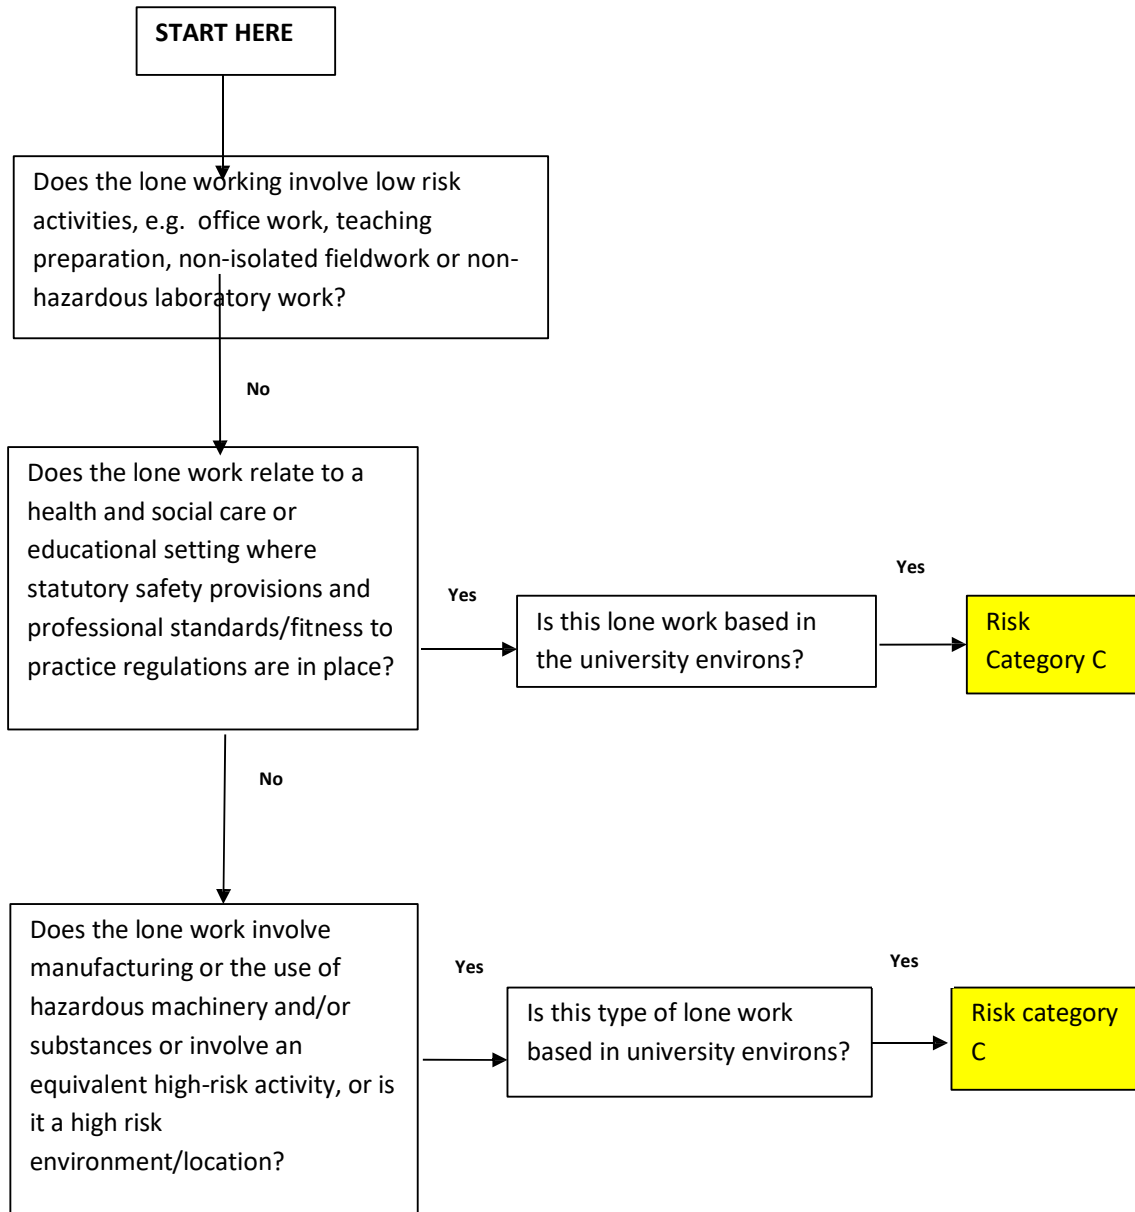 START HERE
Does the lone working involve low risk
activities, e.g.  office work, teaching
preparation, non-isolated fieldwork or non-
hazardous laboratory work?
No
Does the lone work relate to a
health and social care or
educational setting where
statutory safety provisions and
professional standards/fitness to
practice regulations are in place?
Yes
Is this lone work based in
the university environs?
Yes
Risk
Category C
No
Does the lone work involve
manufacturing or the use of
hazardous machinery and/or
substances or involve an
equivalent high-risk activity, or is
it a high risk
environment/location?
Yes
Is this type of lone work
based in university environs?
Yes
Risk category
C